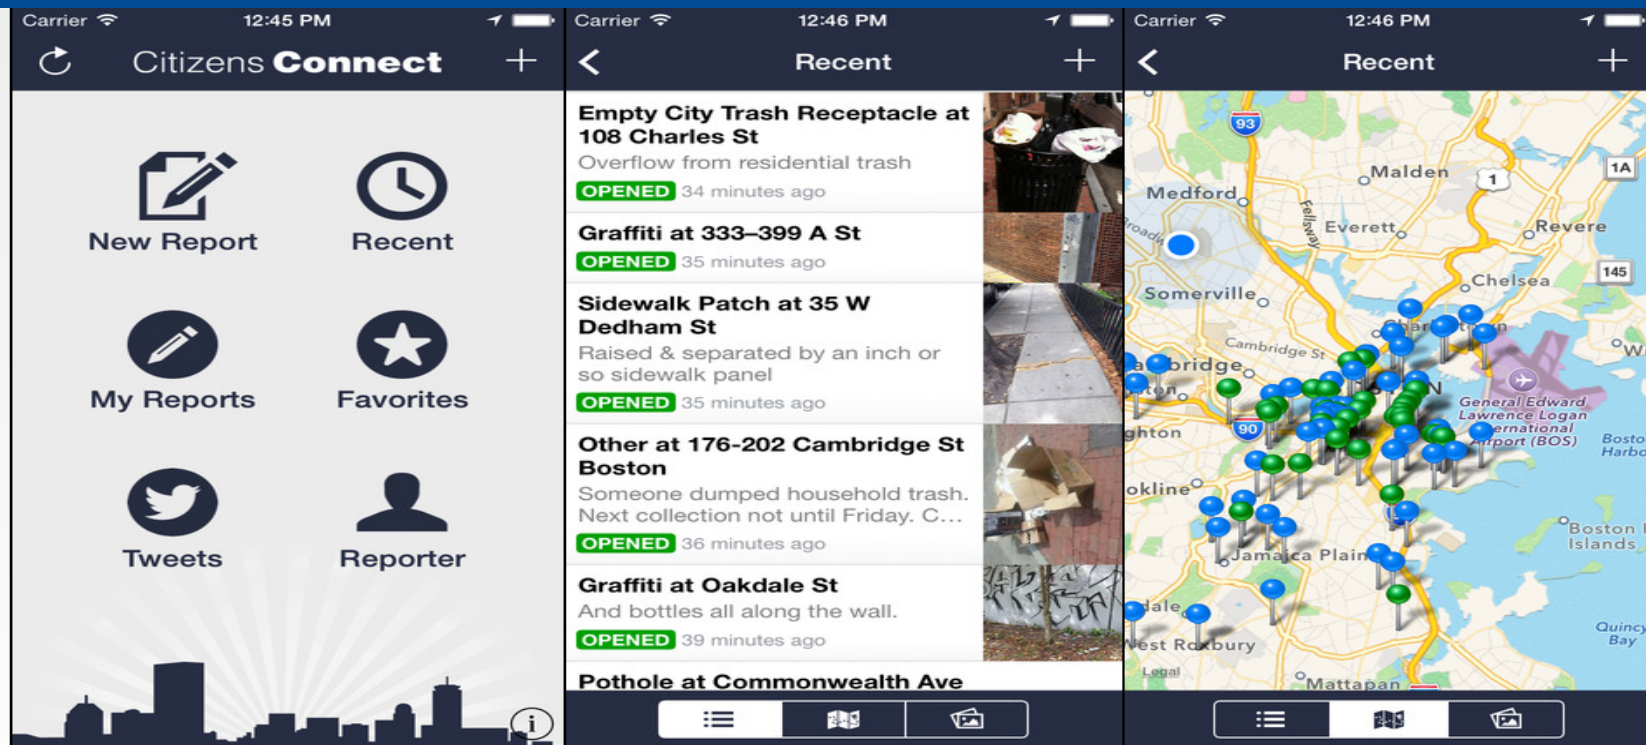 Carrier 12:45 PM
Citizens Connect
New Report
Recent
My Reports
Favorites
Tweets
Reporter
i
Carrier 12:46 PM
Recent
Empty City Trash Receptacle at
108 Charles St
Overflow from residential trash
OPENED 34 minutes ago
Graffiti at 333–399 A St
OPENED 35 minutes ago
Sidewalk Patch at 35 W
Dedham St
Raised & separated by an inch or
so sidewalk panel
OPENED 35 minutes ago
Other at 176-202 Cambridge St
Boston
Someone dumped household trash.
Next collection not until Friday. C...
OPENED 36 minutes ago
Graffiti at Oakdale St
And bottles all along the wall.
OPENED 39 minutes ago
Pothole at Commonwealth Ave
Carrier 12:46 PM
Recent
93
Malden
1
1A
Medford
Fellsway
Everett
Revere
145
Chelsea
Somerville
Cambridge St
General Edward
Lawrence Logan
Airport (BOS)
90
Jamaica Plain
Boston
Islands
Quincy
Bay
West Roxbury
Legal
Mattapan